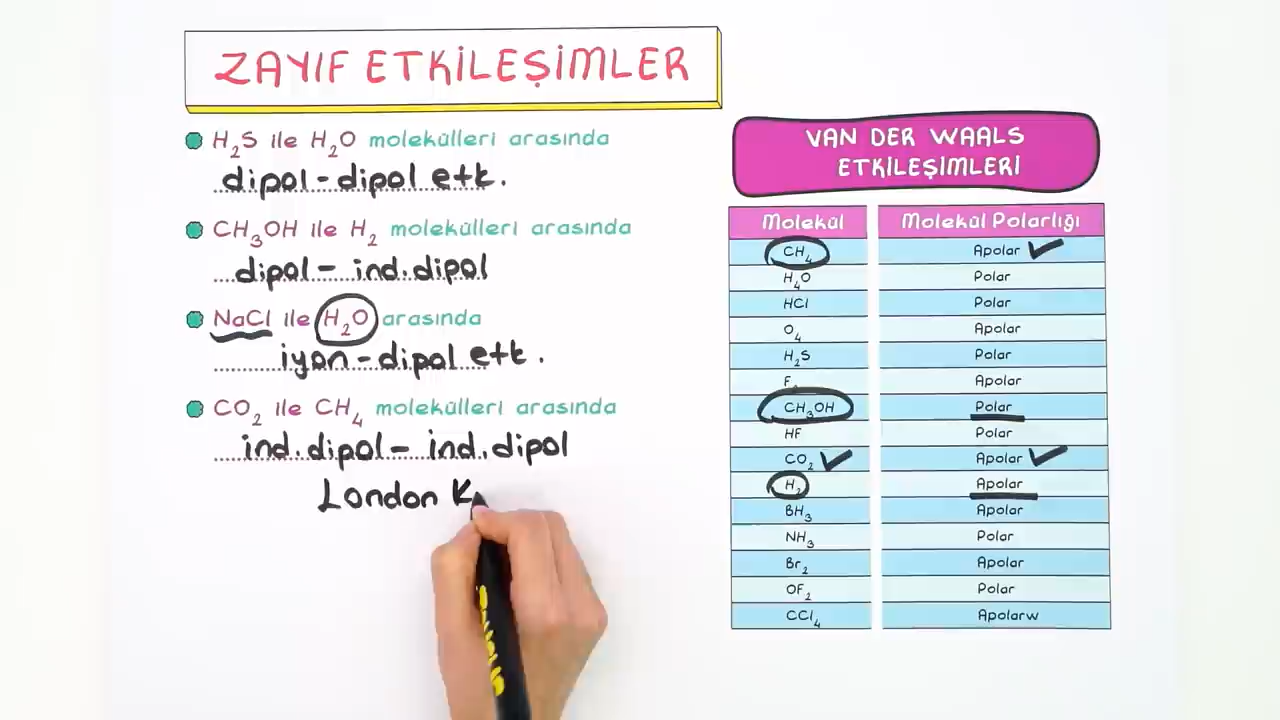 ZAYIF ETKİLEŞİMLER
H₂S ile H₂O molekülleri arasında
dipol - dipol etk.
CH₃OH ile H₂ molekülleri arasında
dipol - ind.dipol
NaCl ile H₂O arasında
iyon - dipol etk.
CO₂ ile CH₄ molekülleri arasında
ind.dipol - ind.dipol
London K
VAN DER WAALS
ETKİLEŞİMLERİ
Molekül Molekül Polarlığı
CH₄ Apolar ✓
H₄O Polar
HCl Polar
O₄ Apolar
H₂S Polar
F₂ Apolar
CH₃OH Polar
HF Polar
CO₂ ✓ Apolar ✓
H₂ Apolar
BH₃ Apolar
NH₃ Polar
Br₂ Apolar
OF₂ Polar
CCl₄ Apolarw